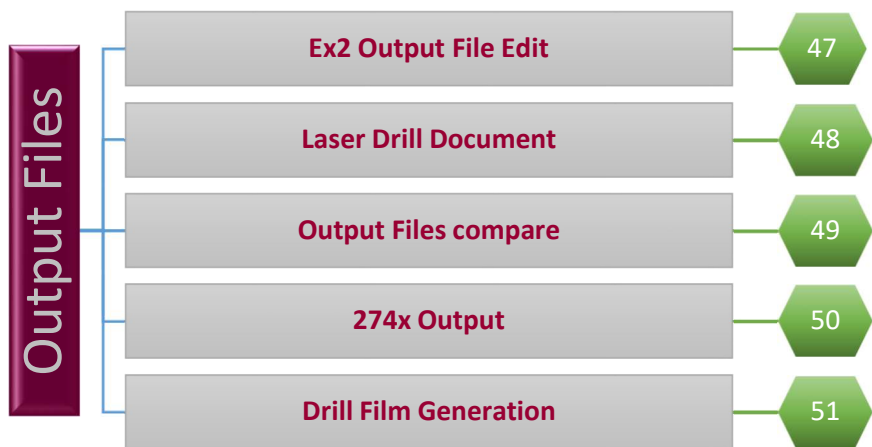 Output Files
Ex2 Output File Edit
47
Laser Drill Document
48
Output Files compare
49
274x Output
50
Drill Film Generation
51